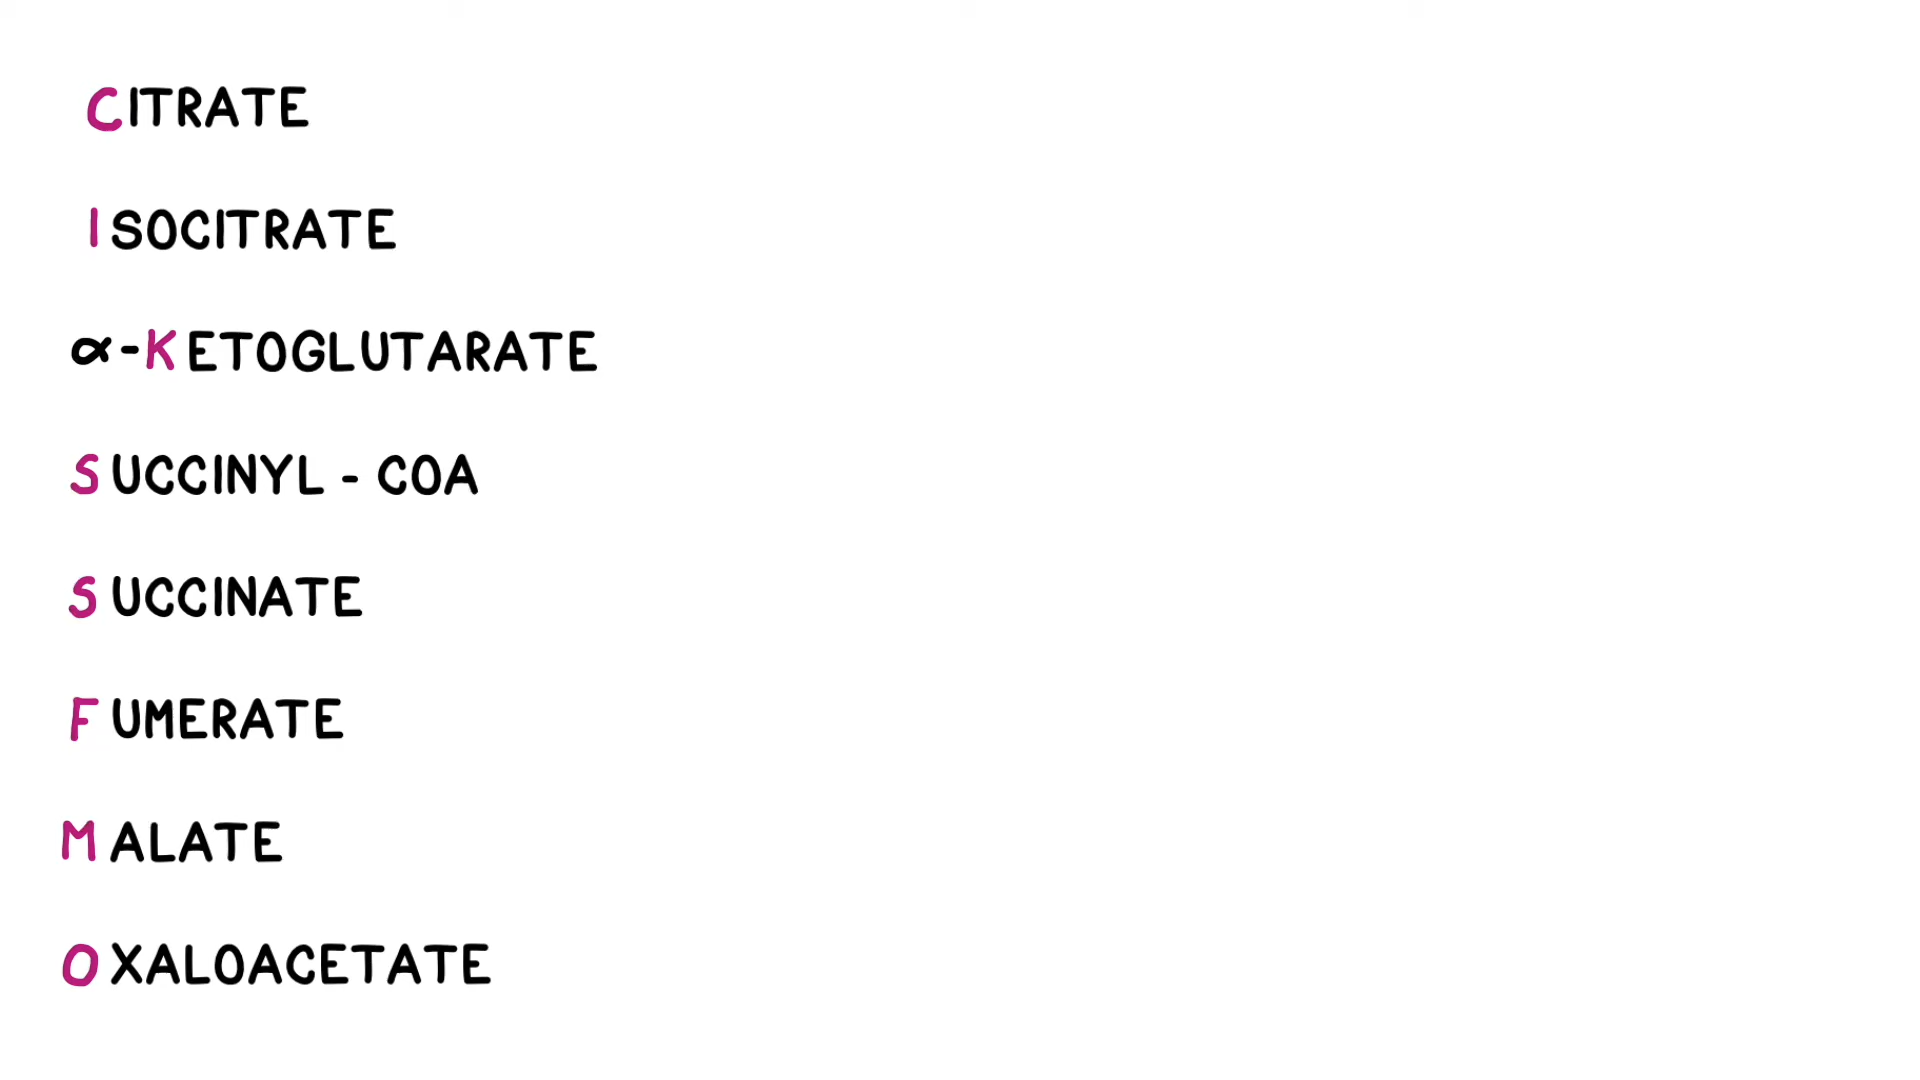 CITRATE
ISOCITRATE
α-KETOGLUTARATE
SUCCINYL - COA
SUCCINATE
FUMERATE
MALATE
OXALOACETATE